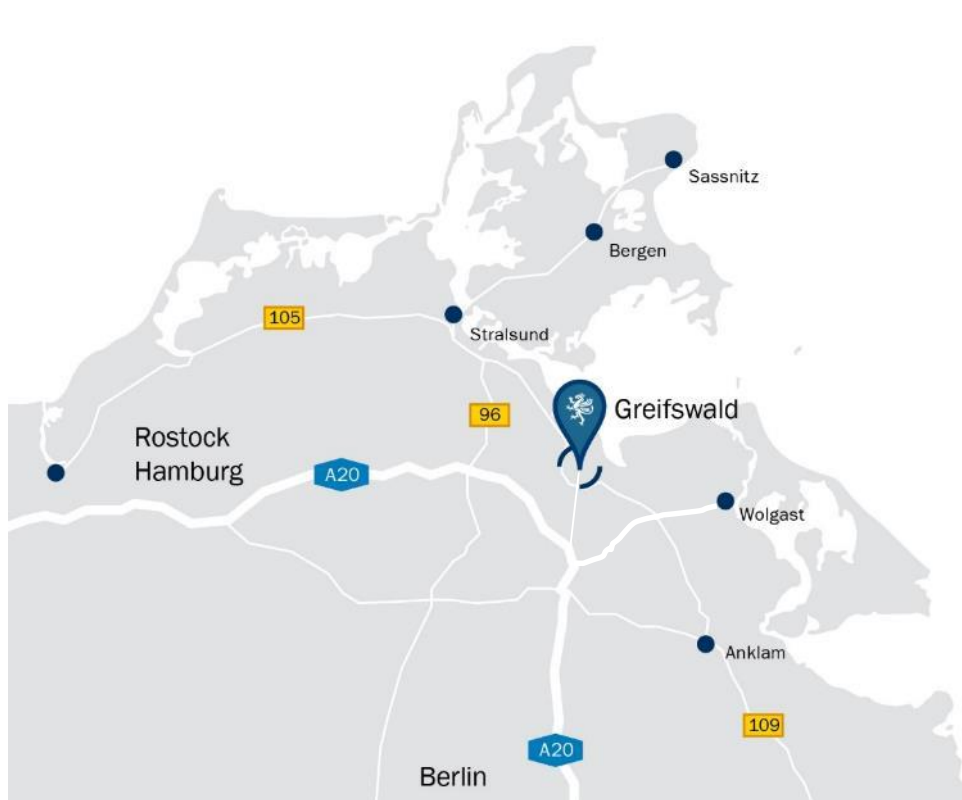 Sassnitz
Bergen
105
Stralsund
96
Greifswald
Rostock
Hamburg
A20
Wolgast
Anklam
109
A20
Berlin